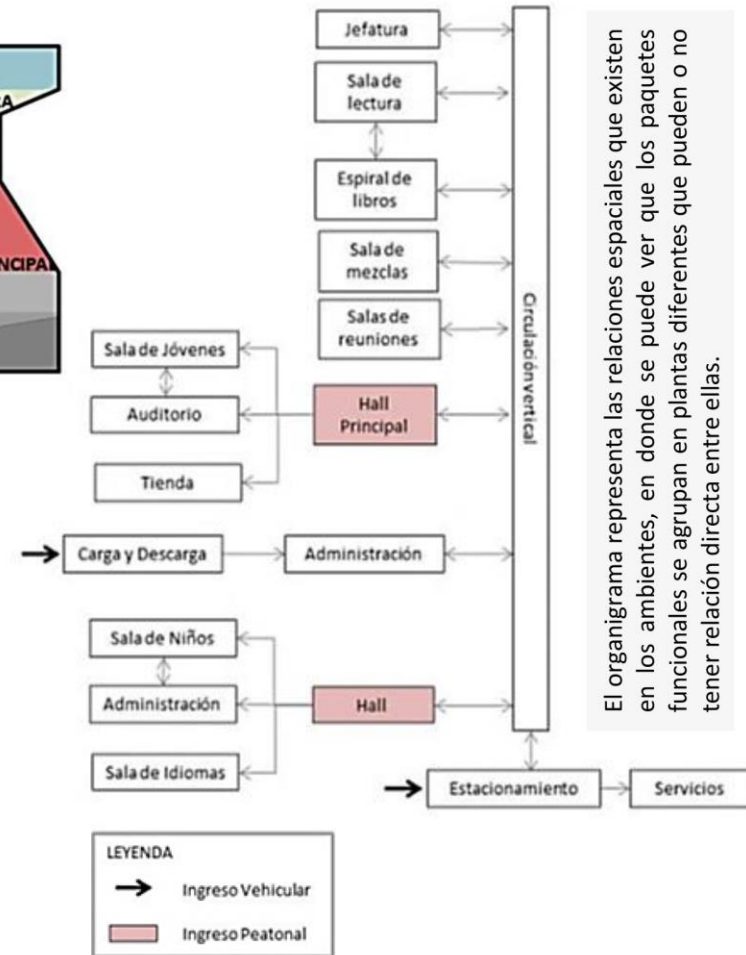 CA
NCIPAL
Jefatura
Sala de
lectura
Espiral de
libros
Sala de
mezclas
Salas de
reuniones
Sala de Jóvenes
Auditorio
Tienda
Hall
Principal
Carga y Descarga
Administración
Sala de Niños
Administración
Sala de Idiomas
Hall
Circulación vertical
Estacionamiento
Servicios
LEYENDA
Ingreso Vehicular
Ingreso Peatonal
El organigrama representa las relaciones espaciales que existen
en los ambientes, en donde se puede ver que los paquetes
funcionales se agrupan en plantas diferentes que pueden o no
tener relación directa entre ellas.